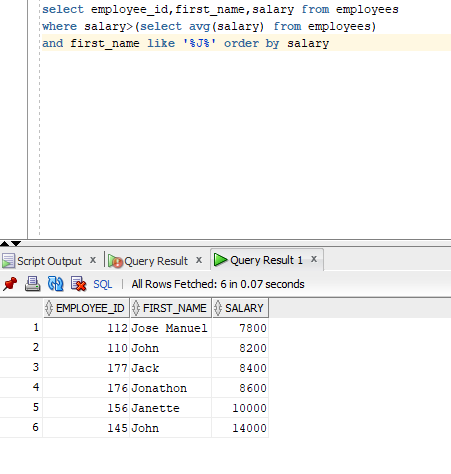 select employee_id,first_name,salary from employees
where salary>(select avg(salary) from employees)
and first_name like '%J%' order by salary
Script Output x Query Result x Query Result 1 x
SQL | All Rows Fetched: 6 in 0.07 seconds
EMPLOYEE_ID FIRST_NAME SALARY
1 112 Jose Manuel 7800
2 110 John 8200
3 177 Jack 8400
4 176 Jonathon 8600
5 156 Janette 10000
6 145 John 14000